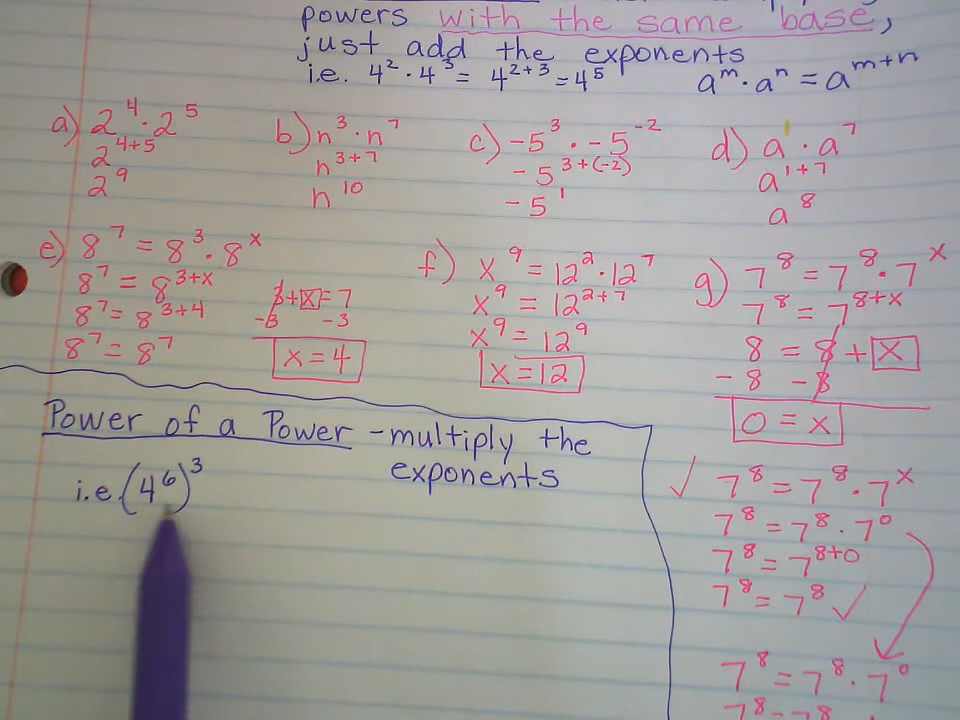 powers with the same base,
just add the exponents
i.e. 4² · 4³ = 4²⁺³ = 4⁵
aᵐ · aⁿ = aᵐ⁺ⁿ
a) 2⁴ · 2⁵
2⁴⁺⁵
2⁹
b) n³ · n⁷
n³⁺⁷
n¹⁰
c) -5³ · -5⁻²
-5³⁺⁽⁻²⁾
-5¹
d) a¹ · a⁷
a¹⁺⁷
a⁸
e) 8⁷ = 8³ · 8ˣ
8⁷ = 8³⁺ˣ
8⁷ = 8³⁺⁴
8⁷ = 8⁷
3+x = 7
-3 -3
x = 4
f) x⁹ = 12² · 12⁷
x⁹ = 12²⁺⁷
x⁹ = 12⁹
x = 12
g) 7⁸ = 7⁸ · 7ˣ
7⁸ = 7⁸⁺ˣ
8 = 8 + x
-8 -8
0 = x
✓ 7⁸ = 7⁸ · 7ˣ
7⁸ = 7⁸ · 7⁰
7⁸ = 7⁸⁺⁰
7⁸ = 7⁸ ✓
7⁸ = 7⁸ · 7⁰
Power of a Power - multiply the
exponents
i.e. (4⁶)³